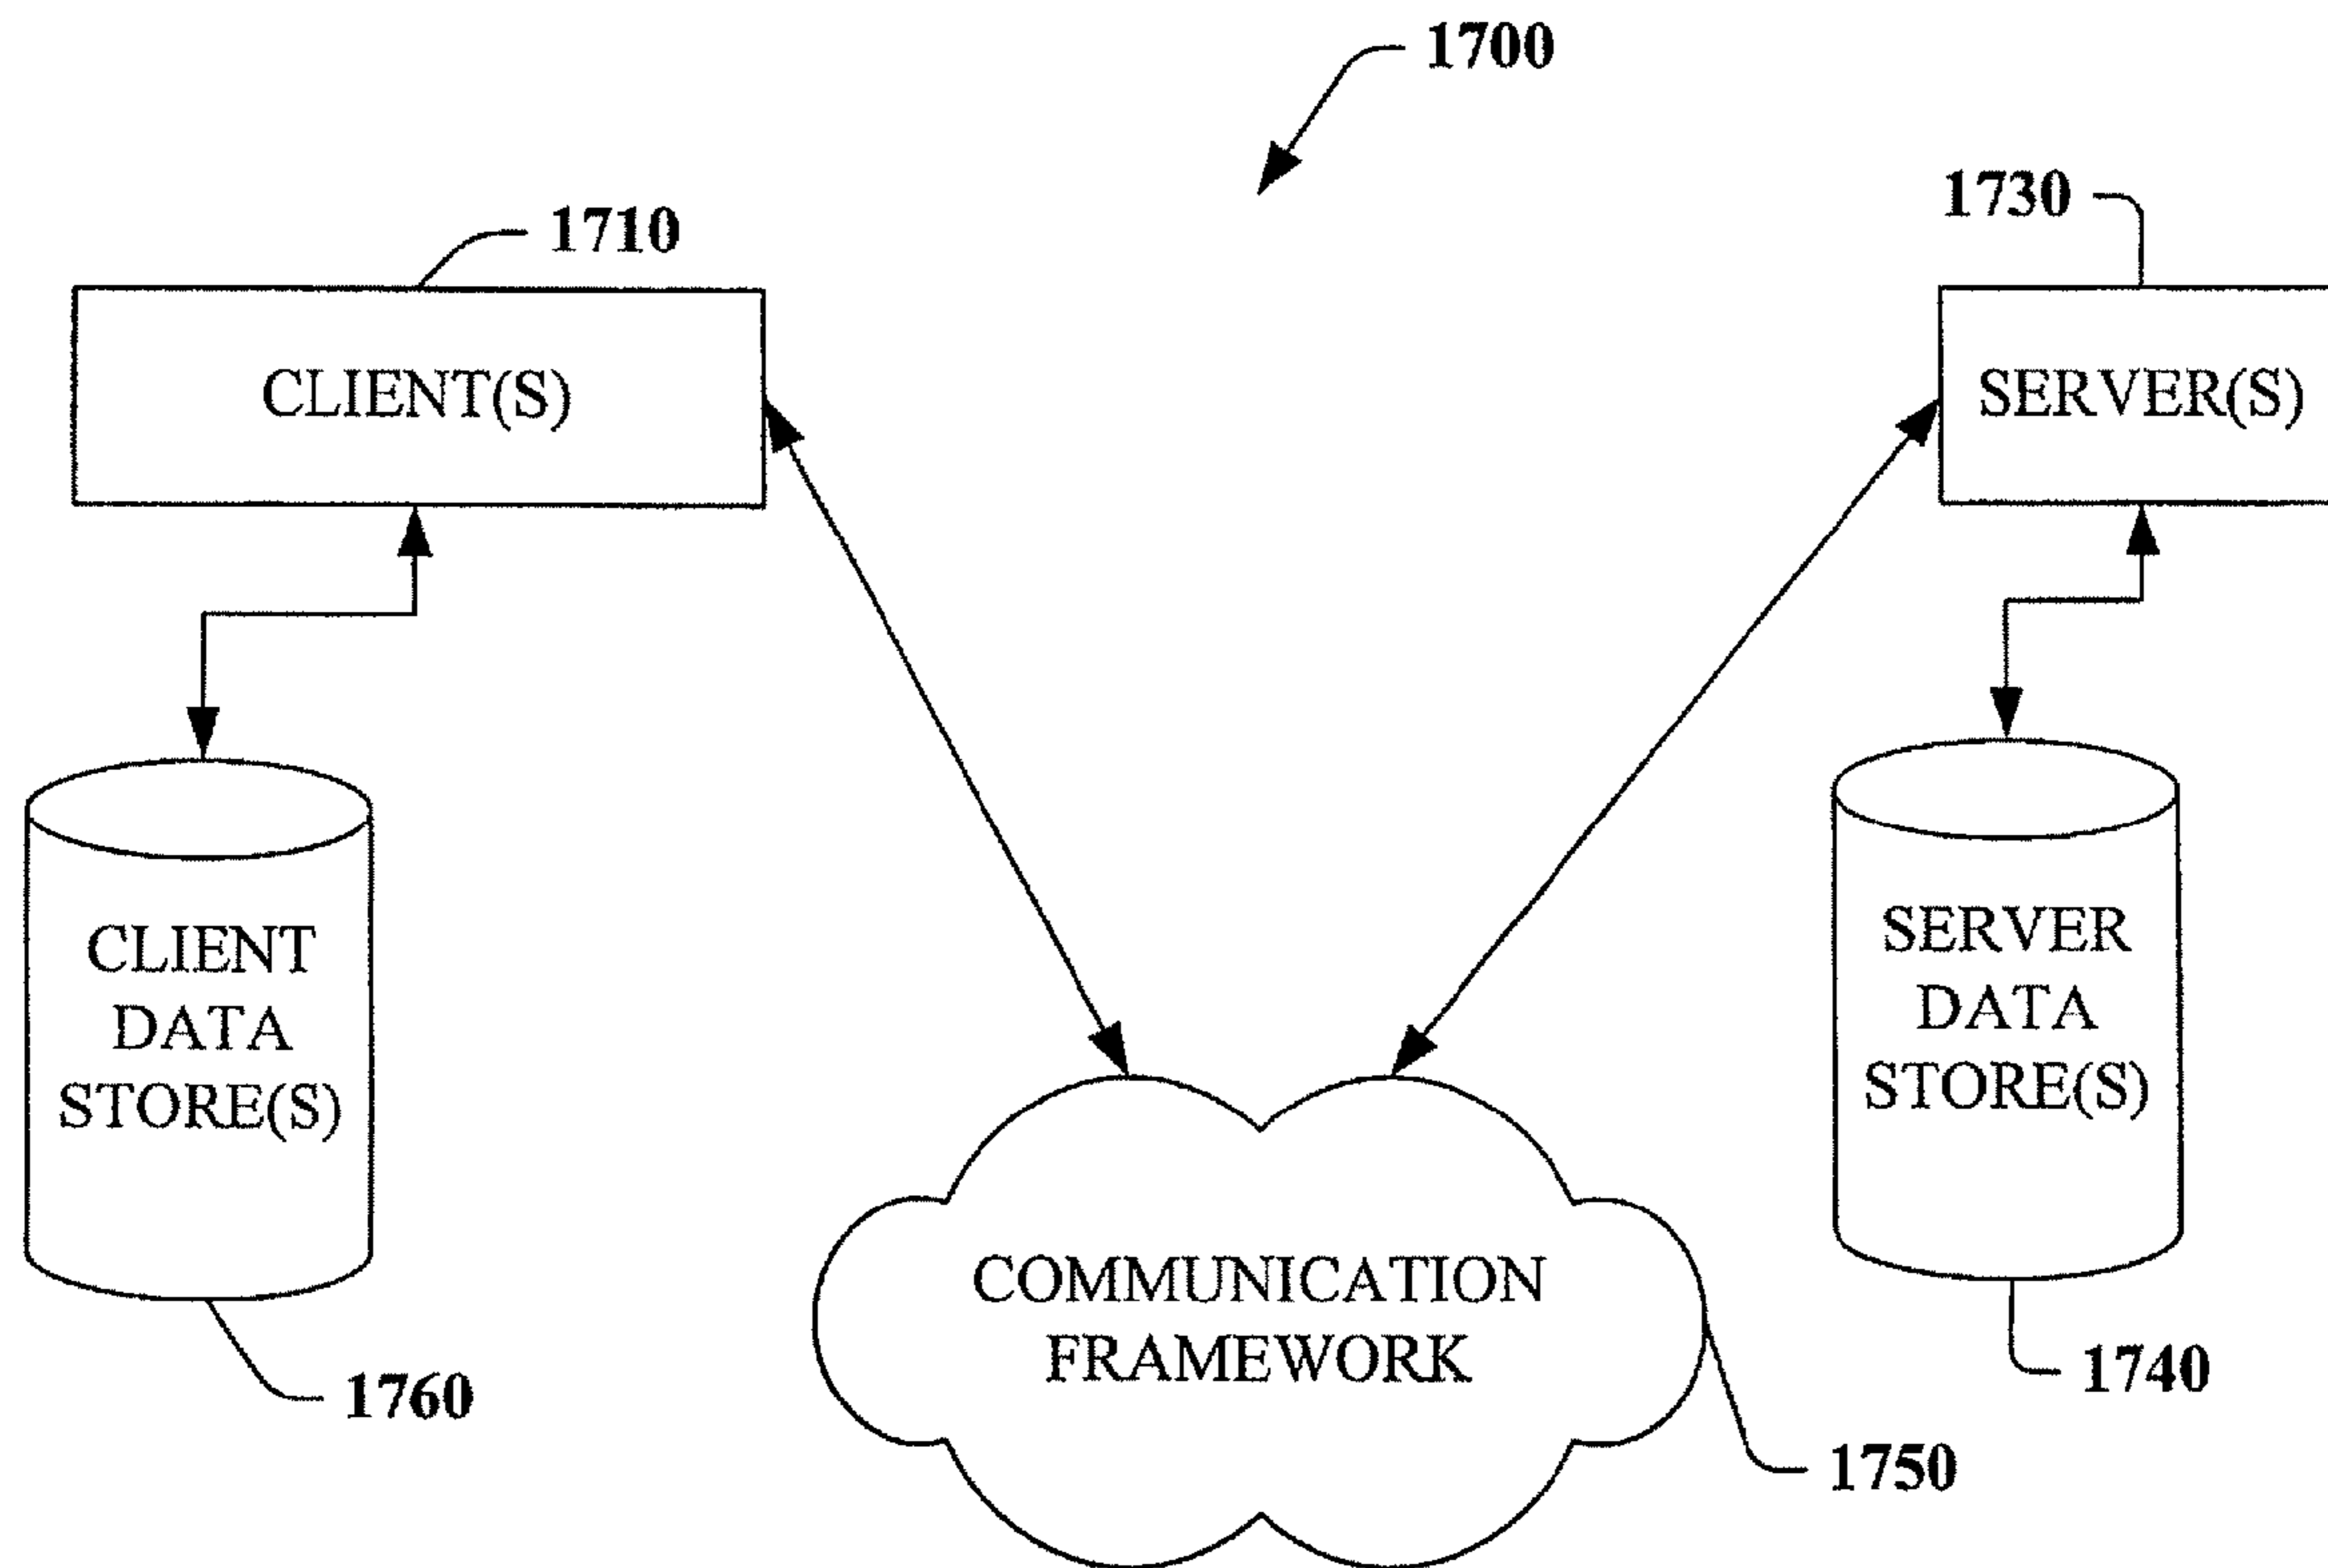 1700
1710
1730
CLIENT(S)
SERVER(S)
CLIENT
DATA
STORE(S)
SERVER
DATA
STORE(S)
COMMUNICATION
FRAMEWORK
1760
1740
1750